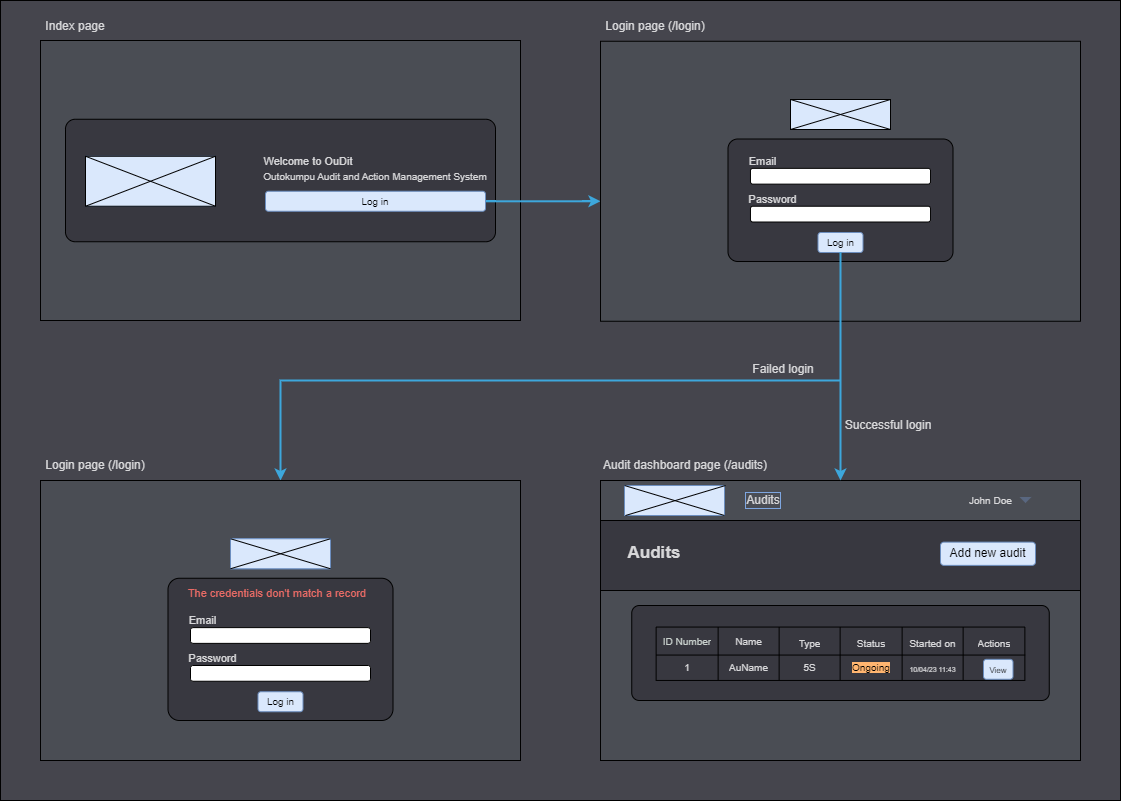 Index page
Welcome to OuDit
Outokumpu Audit and Action Management System
Log in
Login page (/login)
Email
Password
Log in
Failed login
Successful login
Login page (/login)
The credentials don't match a record
Email
Password
Log in
Audit dashboard page (/audits)
Audits
John Doe
Audits
Add new audit
ID Number Name Type Status Started on Actions
1 AuName 5S Ongoing 10/04/23 11:43 View